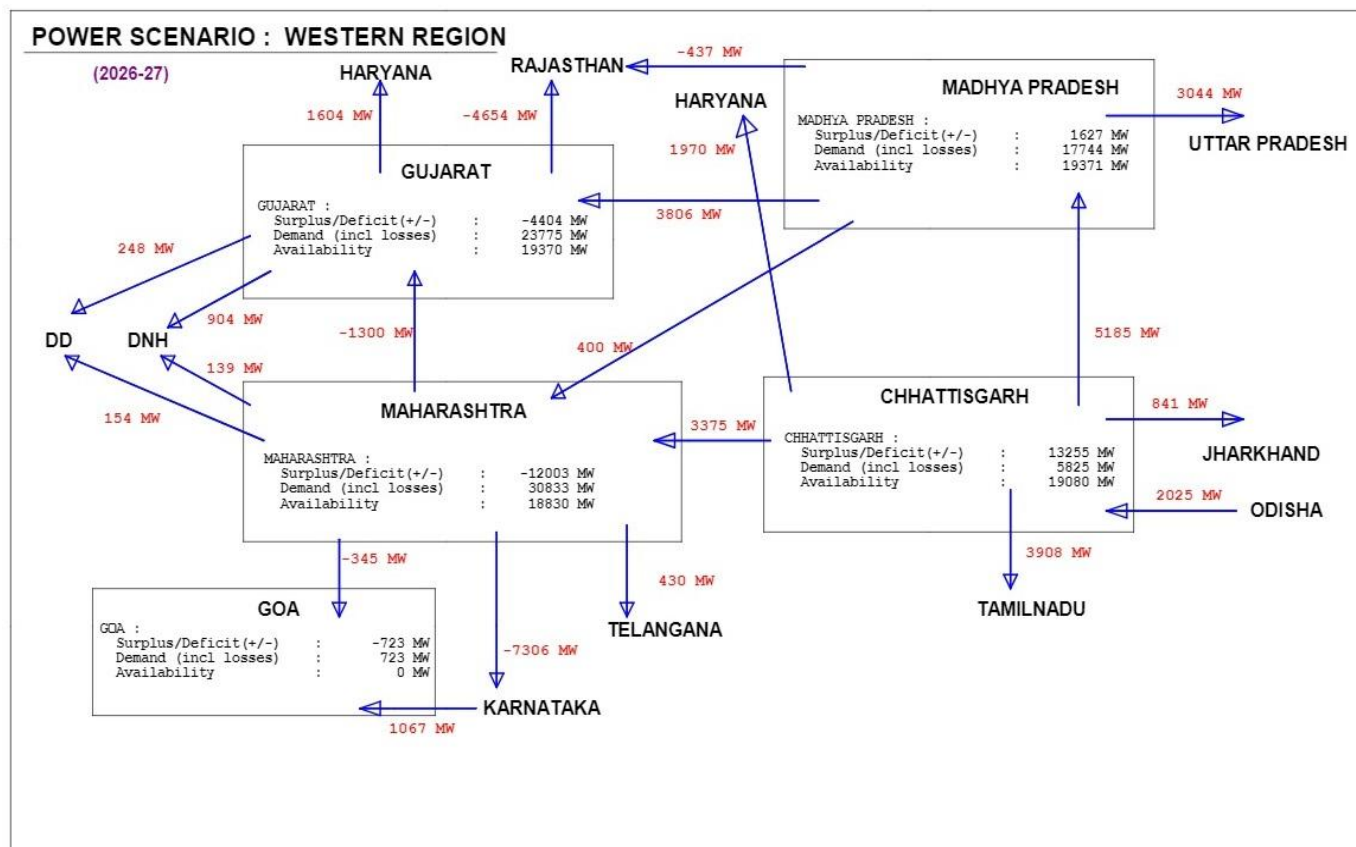 POWER SCENARIO : WESTERN REGION
(2026-27)
HARYANA
RAJASTHAN
-437 MW
HARYANA
MADHYA PRADESH
3044 MW
UTTAR PRADESH
1604 MW
-4654 MW
1970 MW
MADHYA PRADESH :
Surplus/Deficit(+/-) : 1627 MW
Demand (incl losses) : 17744 MW
Availability : 19371 MW
GUJARAT
GUJARAT :
Surplus/Deficit(+/-) : -4404 MW
Demand (incl losses) : 23775 MW
Availability : 19370 MW
3806 MW
248 MW
904 MW
DD
DNH
-1300 MW
400 MW
5185 MW
139 MW
154 MW
MAHARASHTRA
MAHARASHTRA :
Surplus/Deficit(+/-) : -12003 MW
Demand (incl losses) : 30833 MW
Availability : 18830 MW
3375 MW
CHHATTISGARH
CHHATTISGARH :
Surplus/Deficit(+/-) : 13255 MW
Demand (incl losses) : 5825 MW
Availability : 19080 MW
841 MW
JHARKHAND
2025 MW
ODISHA
-345 MW
430 MW
3908 MW
TAMILNADU
GOA
GOA :
Surplus/Deficit(+/-) : -723 MW
Demand (incl losses) : 723 MW
Availability : 0 MW
TELANGANA
-7306 MW
KARNATAKA
1067 MW